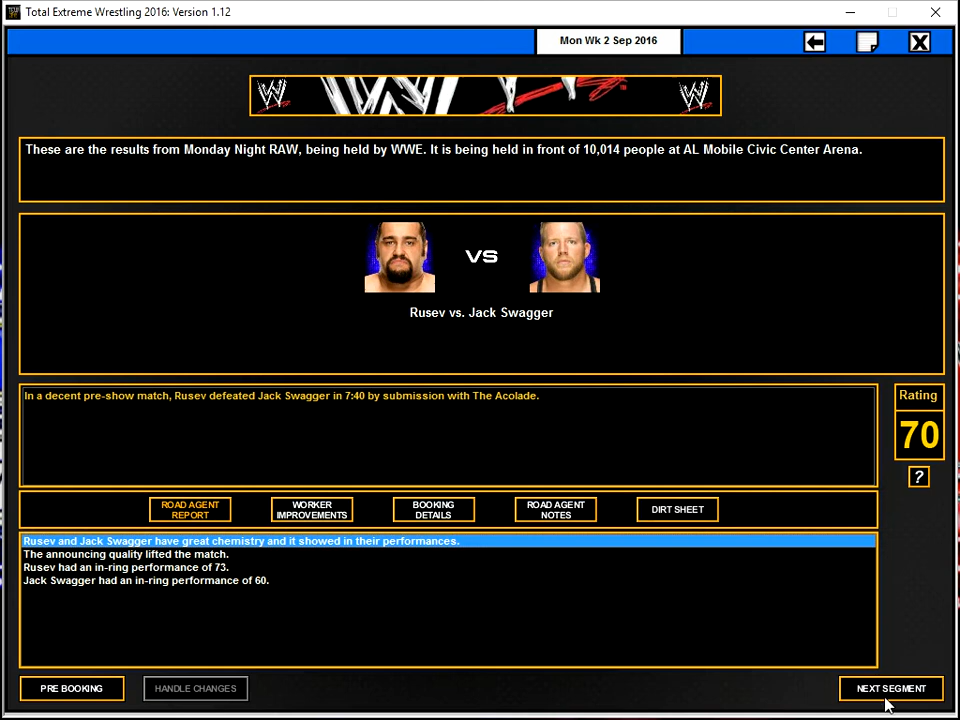 Total Extreme Wrestling 2016: Version 1.12
Mon Wk 2 Sep 2016
These are the results from Monday Night RAW, being held by WWE. It is being held in front of 10,014 people at AL Mobile Civic Center Arena.
VS
Rusev vs. Jack Swagger
In a decent pre-show match, Rusev defeated Jack Swagger in 7:40 by submission with The Acolade.
Rating
70
?
ROAD AGENT
REPORT
WORKER
IMPROVEMENTS
BOOKING
DETAILS
ROAD AGENT
NOTES
DIRT SHEET
Rusev and Jack Swagger have great chemistry and it showed in their performances.
The announcing quality lifted the match.
Rusev had an in-ring performance of 73.
Jack Swagger had an in-ring performance of 60.
PRE BOOKING
HANDLE CHANGES
NEXT SEGMENT